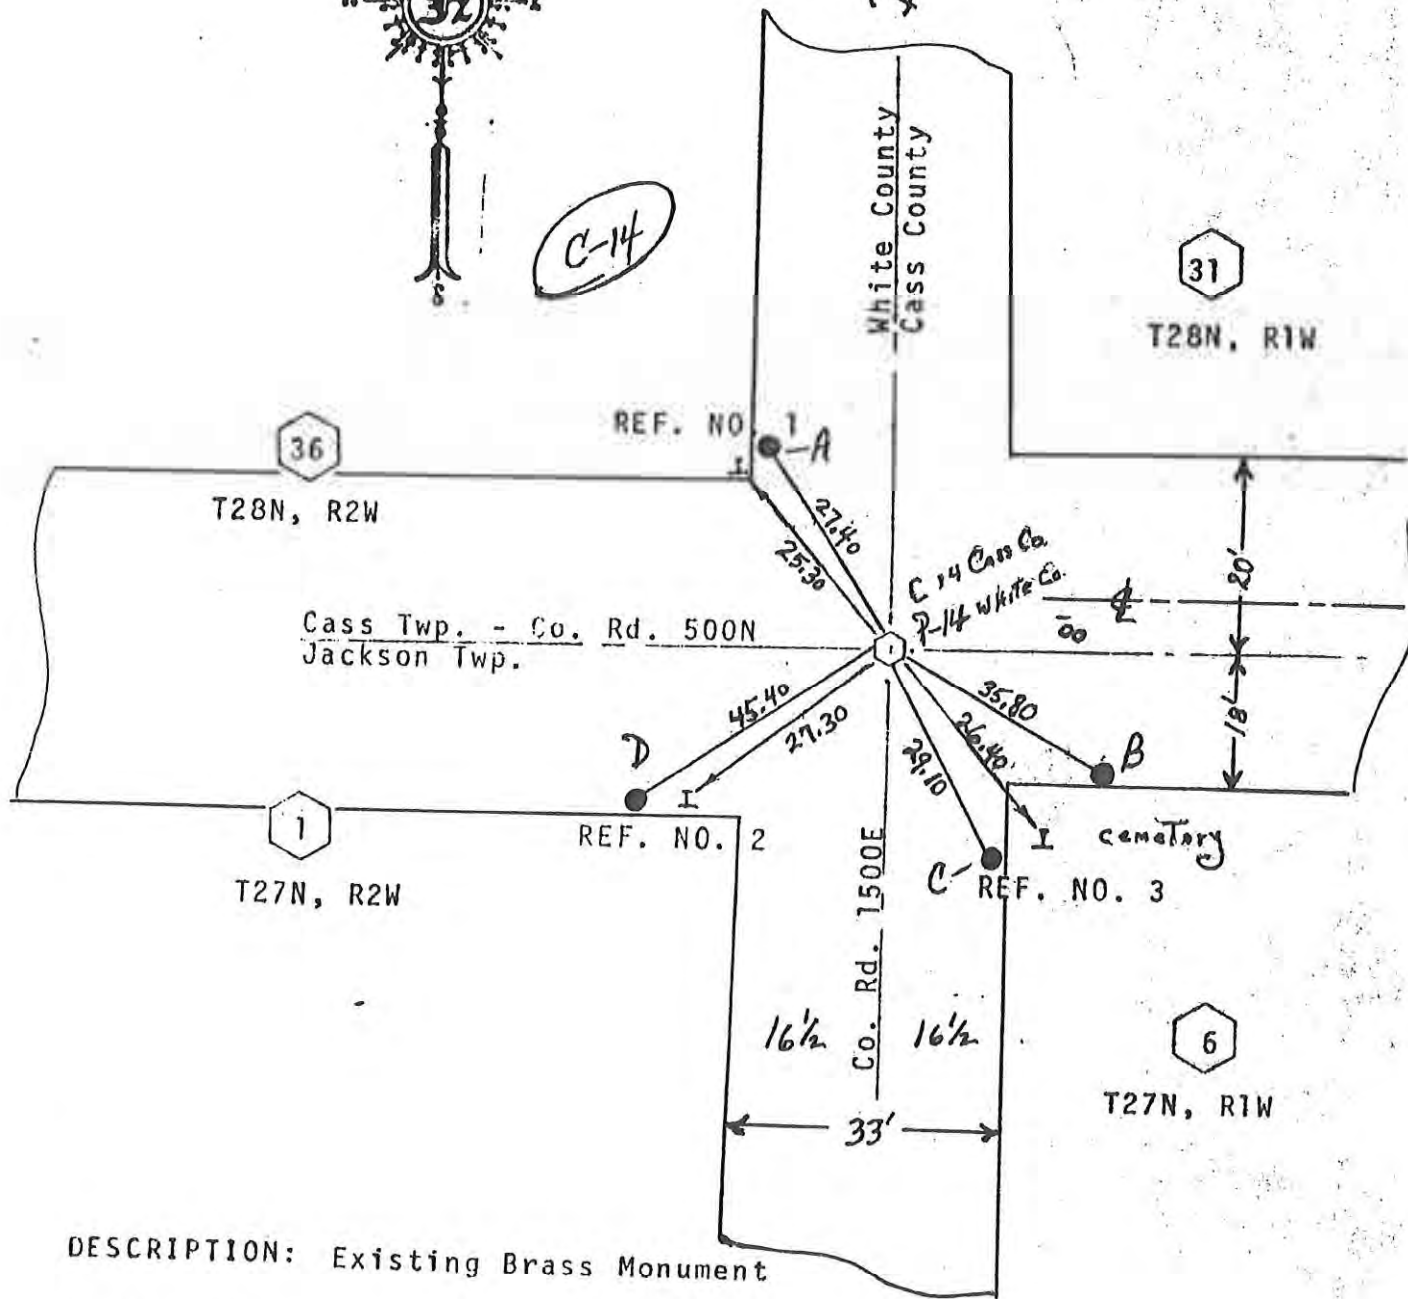 S
C-14
White County
Cass County
31
T28N, R1W
REF. NO. 1
A
36
T28N, R2W
27.40
25.30
C 14 Cass Co.
P-14 White Co.
20'
Cass Twp. - Co. Rd. 500N
Jackson Twp.
1
45.40
27.30
35.80
26.40
29.10
18'
D
B
I
I
I
cemetary
REF. NO. 2
C
REF. NO. 3
1
T27N, R2W
Co. Rd. 1500E
16½
16½
6
T27N, R1W
33'
DESCRIPTION: Existing Brass Monument